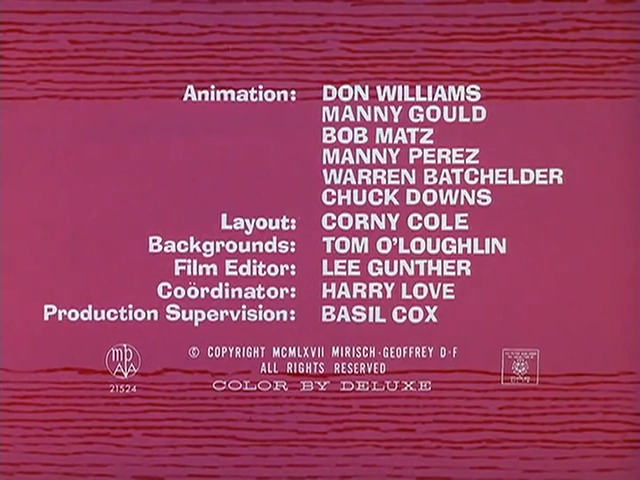 Animation: DON WILLIAMS
MANNY GOULD
BOB MATZ
MANNY PEREZ
WARREN BATCHELDER
CHUCK DOWNS
Layout: CORNY COLE
Backgrounds: TOM O'LOUGHLIN
Film Editor: LEE GUNTHER
Coördinator: HARRY LOVE
Production Supervision: BASIL COX
© COPYRIGHT MCMLXVII MIRISCH-GEOFFREY D-F
ALL RIGHTS RESERVED
COLOR BY DELUXE
mpaa
21524